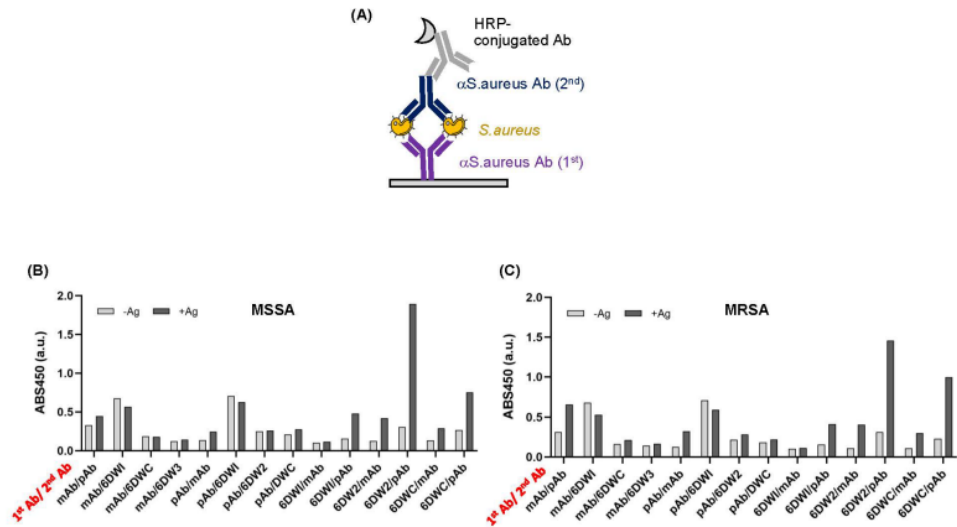 (A)
HRP-
conjugated Ab
αS.aureus Ab (2nd)
S.aureus
αS.aureus Ab (1st)
(B)
MSSA
-Ag
+Ag
ABS450 (a.u.)
2.0
1.5
1.0
0.5
0.0
1st Ab/ 2nd Ab
mAb/pAb
mAb/6DWI
mAb/6DWC
mAb/6DW3
pAb/mAb
pAb/6DWI
pAb/6DW2
pAb/DWC
6DWI/mAb
6DWI/pAb
6DW2/mAb
6DW2/pAb
6DWC/mAb
6DWC/pAb
(C)
MRSA
-Ag
+Ag
ABS450 (a.u.)
2.0
1.5
1.0
0.5
0.0
1st Ab/ 2nd Ab
mAb/pAb
mAb/6DWI
mAb/6DWC
mAb/6DW3
pAb/mAb
pAb/6DWI
pAb/6DW2
pAb/DWC
6DWI/mAb
6DWI/pAb
6DW2/mAb
6DW2/pAb
6DWC/mAb
6DWC/pAb